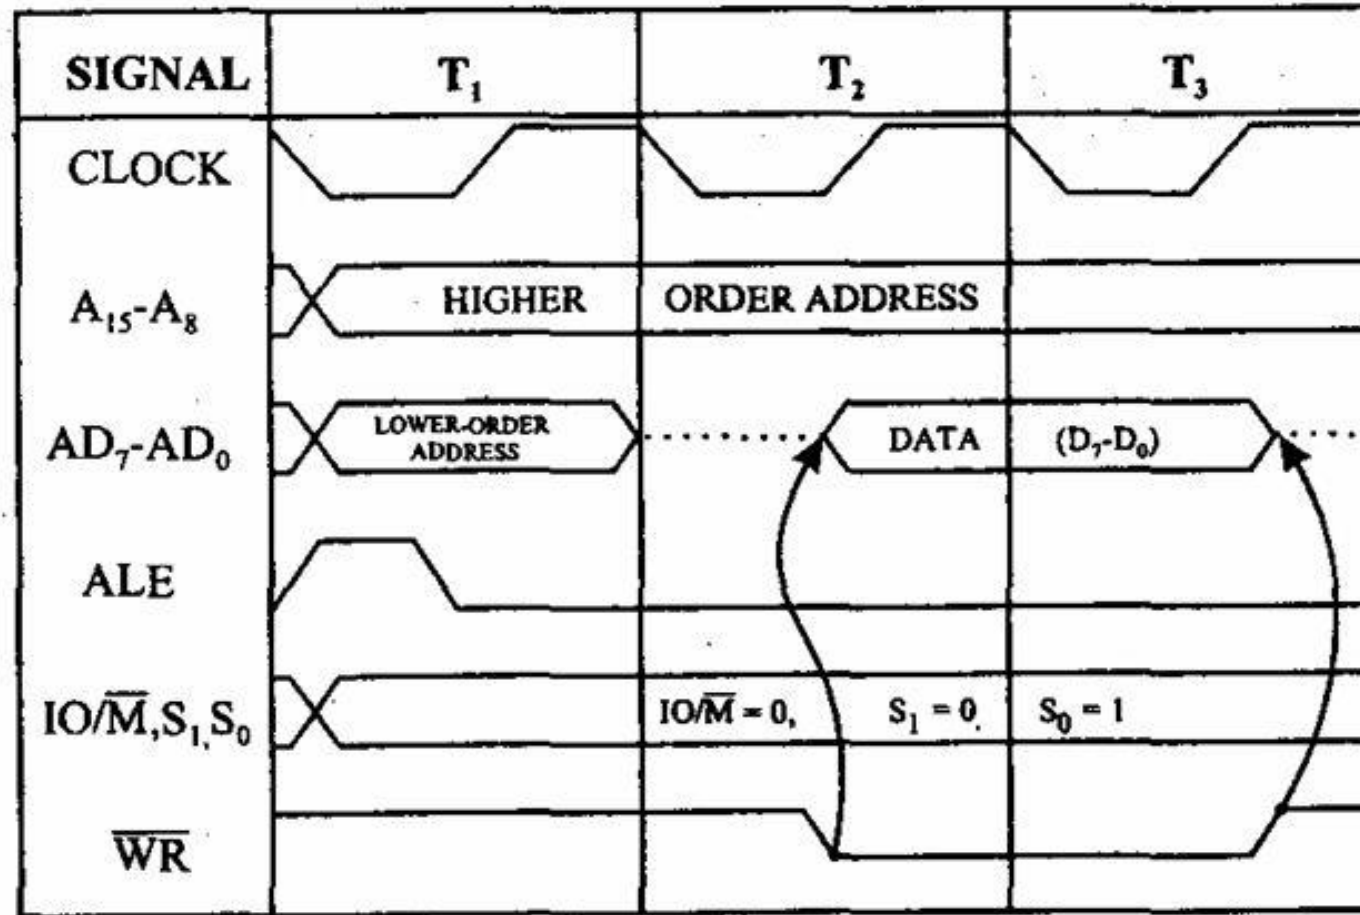 SIGNAL T₁ T₂ T₃
CLOCK
A₁₅-A₈ HIGHER ORDER ADDRESS
AD₇-AD₀ LOWER-ORDER ADDRESS DATA (D₇-D₀)
ALE
IO/M̅,S₁,S₀ IO/M̅ = 0, S₁ = 0, S₀ = 1
W̅R̅